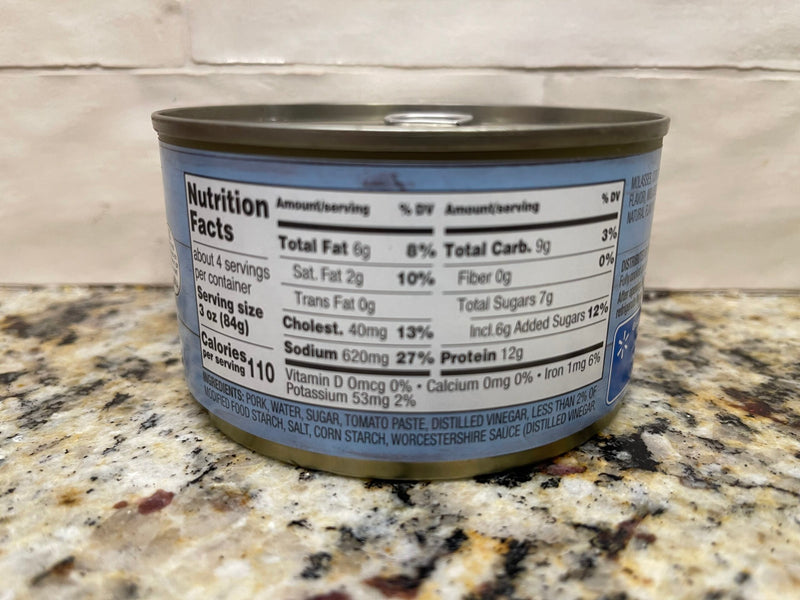 Nutrition Facts
about 4 servings
per container
Serving size
3 oz (84g)
Calories 110
per serving
Amount/serving % DV
Total Fat 6g 8%
Sat. Fat 2g 10%
Trans Fat 0g
Cholest. 40mg 13%
Sodium 620mg 27%
Amount/serving % DV
Total Carb. 9g 3%
Fiber 0g 0%
Total Sugars 7g
Incl. 6g Added Sugars 12%
Protein 12g
Vitamin D 0mcg 0% • Calcium 0mg 0% • Iron 1mg 6%
Potassium 53mg 2%
INGREDIENTS: PORK, WATER, SUGAR, TOMATO PASTE, DISTILLED VINEGAR, LESS THAN 2% OF
MODIFIED FOOD STARCH, SALT, CORN STARCH, WORCESTERSHIRE SAUCE (DISTILLED VINEGAR,
MOLASSES,
FLAVOR),
NATURAL